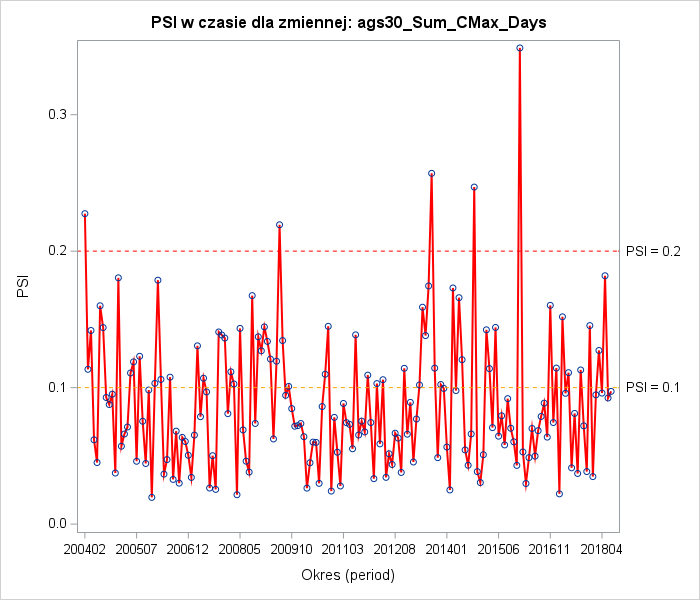 PSI w czasie dla zmiennej: ags30_Sum_CMax_Days
0.3
0.2
0.1
0.0
PSI
PSI = 0.2
PSI = 0.1
200402 200507 200612 200805 200910 201103 201208 201401 201506 201611 201804
Okres (period)